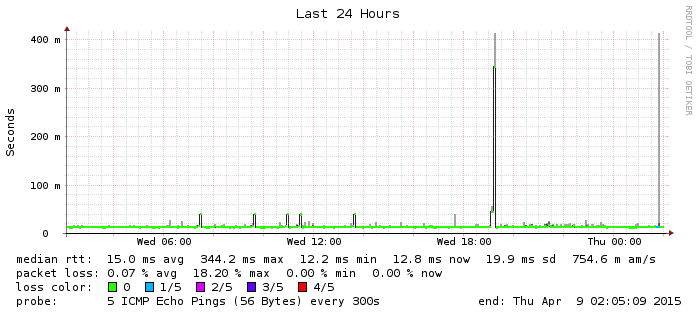 Last 24 Hours
RRDTOOL / TOBI OETIKER
Seconds
400 m
300 m
200 m
100 m
0
Wed 06:00 Wed 12:00 Wed 18:00 Thu 00:00
median rtt: 15.0 ms avg 344.2 ms max 12.2 ms min 12.8 ms now 19.9 ms sd 754.6 m am/s
packet loss: 0.07 % avg 18.20 % max 0.00 % min 0.00 % now
loss color: 0 1/5 2/5 3/5 4/5
probe: 5 ICMP Echo Pings (56 Bytes) every 300s end: Thu Apr 9 02:05:09 2015